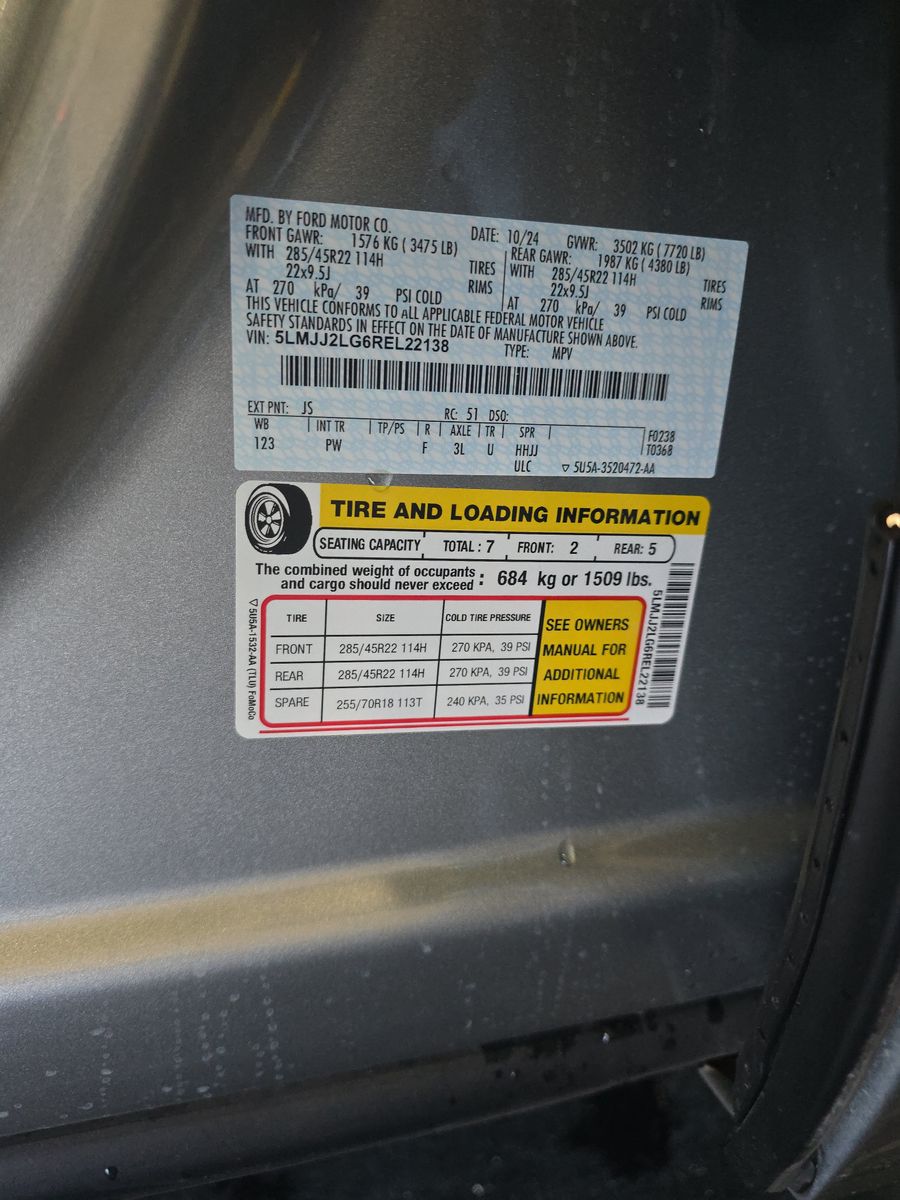 MFD. BY FORD MOTOR CO.
DATE: 10/24 GVWR: 3502 KG ( 7720 LB)
FRONT GAWR: 1576 KG ( 3475 LB)
WITH 285/45R22 114H TIRES
22x9.5J RIMS
AT 270 kPa/ 39 PSI COLD
REAR GAWR: 1987 KG ( 4380 LB)
WITH 285/45R22 114H TIRES
22x9.5J RIMS
AT 270 kPa/ 39 PSI COLD
THIS VEHICLE CONFORMS TO ALL APPLICABLE FEDERAL MOTOR VEHICLE
SAFETY STANDARDS IN EFFECT ON THE DATE OF MANUFACTURE SHOWN ABOVE.
VIN: 5LMJJ2LG6REL22138
TYPE: MPV
EXT PNT: JS RC: 51 DSO:
WB INT TR TP/PS R AXLE TR SPR F0238
123 PW F 3L U HHJJ T0368
ULC ▽ 5U5A-3520472-AA
TIRE AND LOADING INFORMATION
SEATING CAPACITY TOTAL : 7 FRONT: 2 REAR: 5
The combined weight of occupants and cargo should never exceed : 684 kg or 1509 lbs.
TIRE SIZE COLD TIRE PRESSURE
FRONT 285/45R22 114H 270 KPA, 39 PSI
REAR 285/45R22 114H 270 KPA, 39 PSI
SPARE 255/70R18 113T 240 KPA, 35 PSI
SEE OWNERS
MANUAL FOR
ADDITIONAL
INFORMATION
5LMJJ2LG6REL22138
▽ 5U5A-1532-AA (TLU) FoMoCo